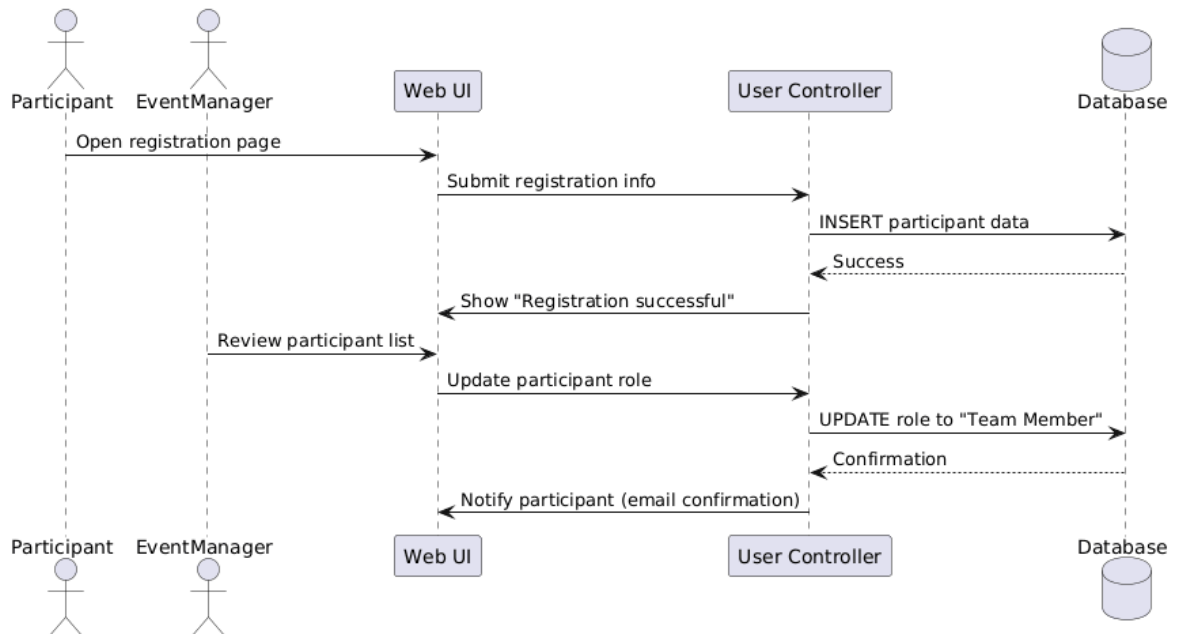 Participant EventManager Web UI User Controller Database
Open registration page
Submit registration info
INSERT participant data
Success
Show "Registration successful"
Review participant list
Update participant role
UPDATE role to "Team Member"
Confirmation
Notify participant (email confirmation)
Participant EventManager Web UI User Controller Database